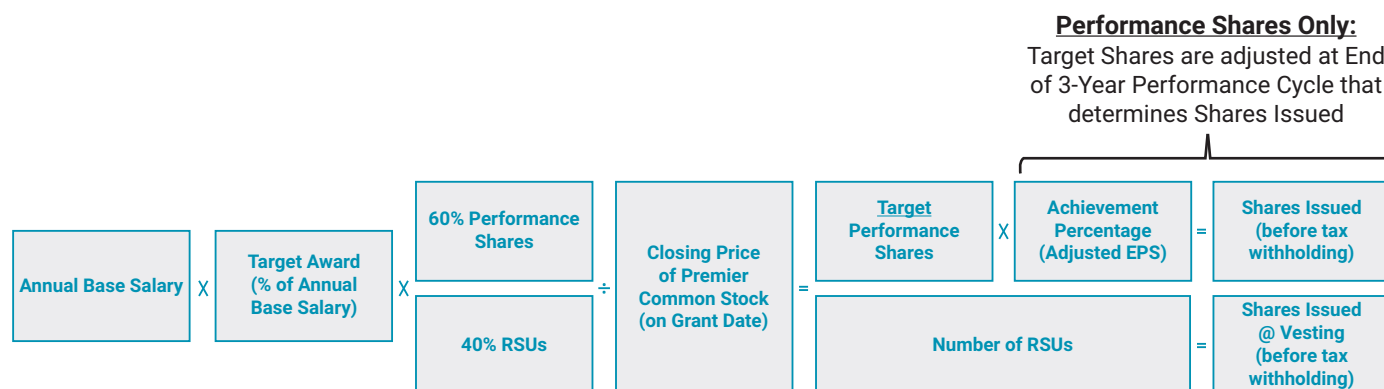 Performance Shares Only:
Target Shares are adjusted at End
of 3-Year Performance Cycle that
determines Shares Issued
Annual Base Salary
X
Target Award
(% of Annual
Base Salary)
X
60% Performance
Shares
40% RSUs
÷
Closing Price
of Premier
Common Stock
(on Grant Date)
=
Target
Performance
Shares
X
Achievement
Percentage
(Adjusted EPS)
=
Shares Issued
(before tax
withholding)
Number of RSUs
=
Shares Issued
@ Vesting
(before tax
withholding)